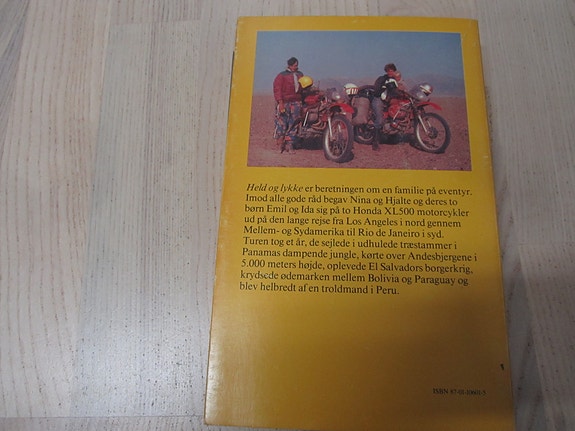 Held og lykke er beretningen om en familie på eventyr.
Imod alle gode råd begav Nina og Hjalte og deres to
børn Emil og Ida sig på to Honda XL500 motorcykler
ud på den lange rejse fra Los Angeles i nord gennem
Mellem- og Sydamerika til Rio de Janeiro i syd.
Turen tog et år, de sejlede i udhulede træstammer i
Panamas dampende jungle, kørte over Andesbjergene i
5.000 meters højde, oplevede El Salvadors borgerkrig,
krydsede ødemarken mellem Bolivia og Paraguay og
blev helbredt af en troldmand i Peru.
ISBN